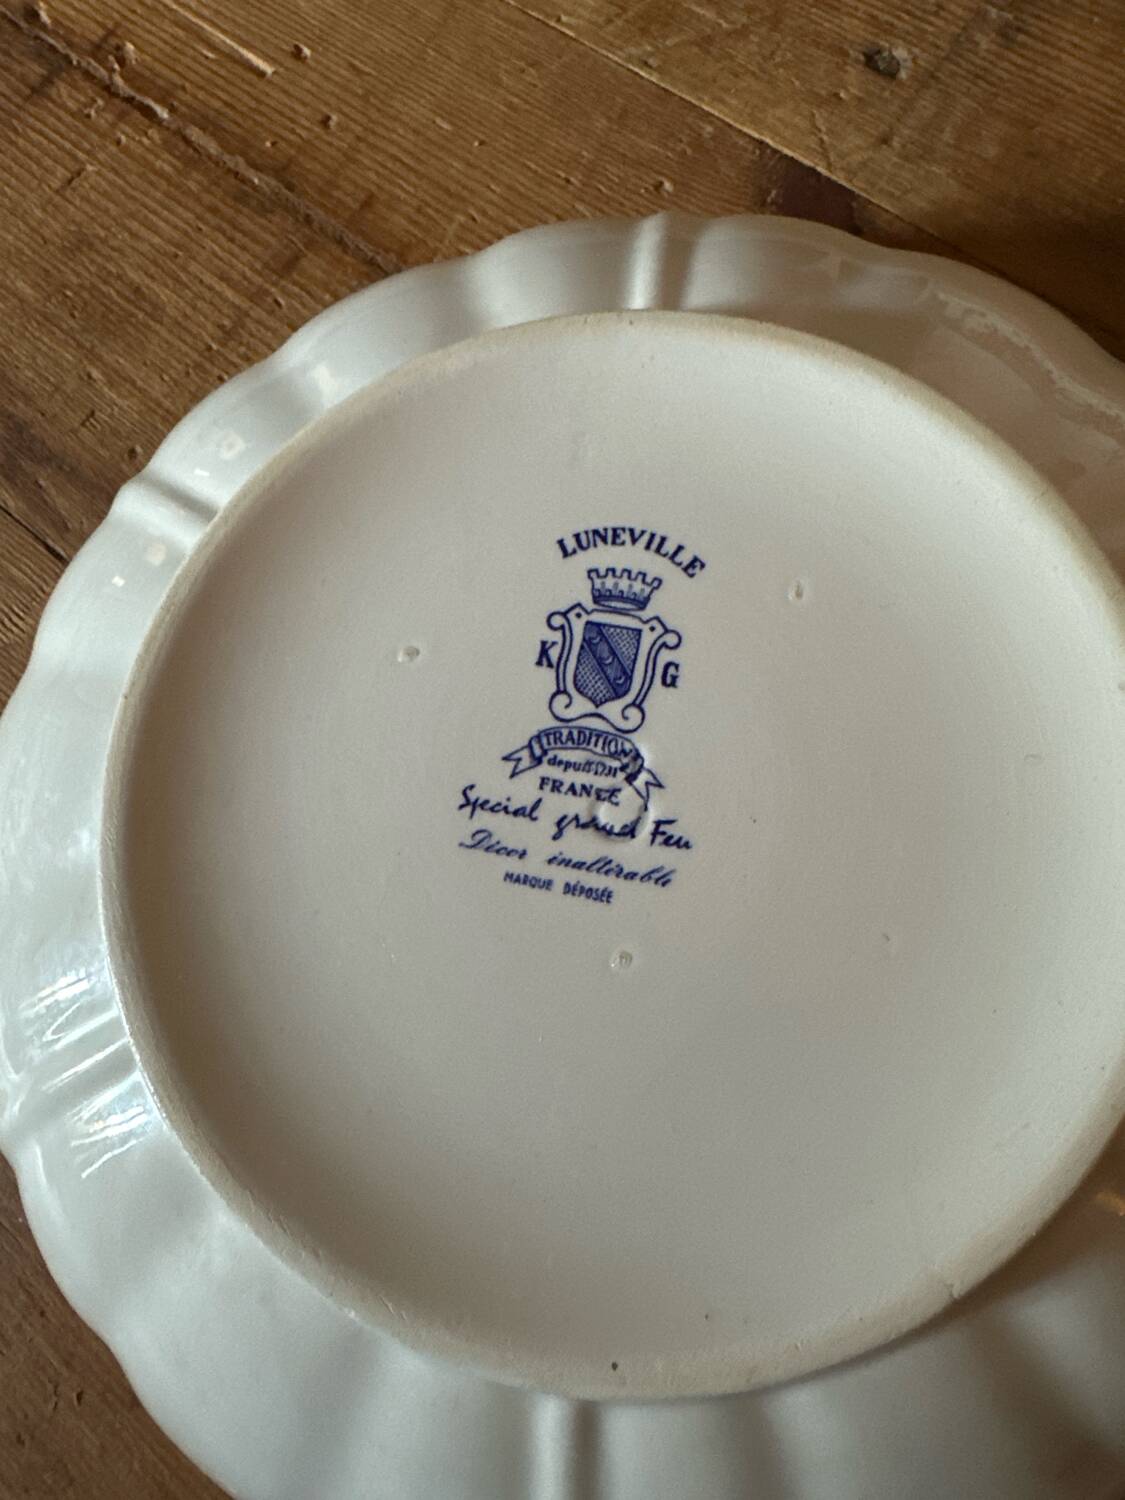 LUNEVILLE
K G
TRADITION
depuis 1731
FRANCE
Special grand Feu
Décor inaltérable
MARQUE DÉPOSÉE